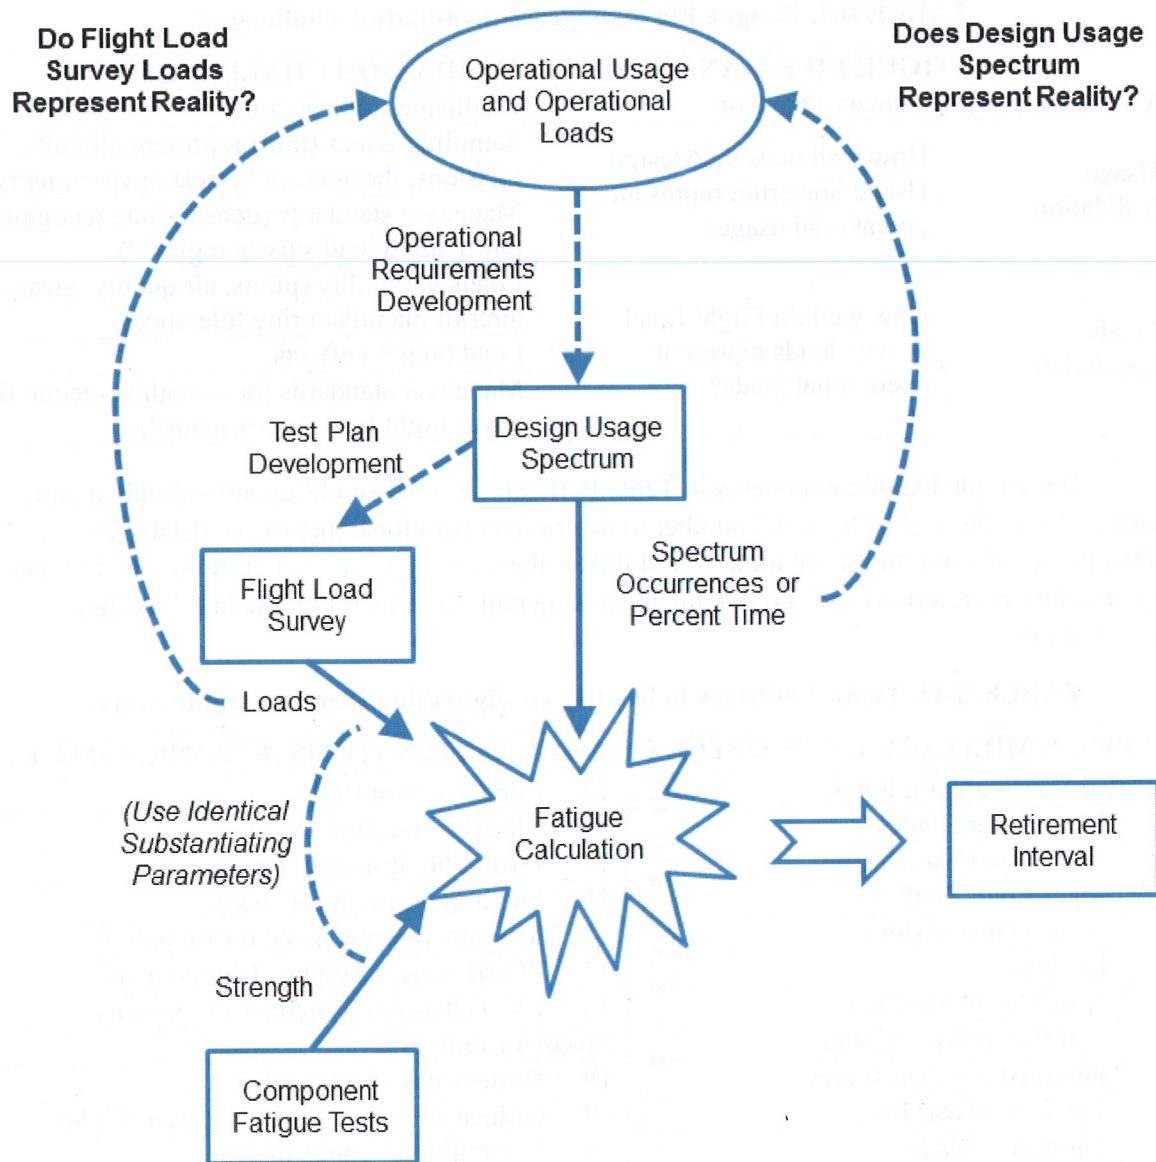 Do Flight Load
Survey Loads
Represent Reality?
Does Design Usage
Spectrum
Represent Reality?
Operational Usage
and Operational
Loads
Operational
Requirements
Development
Test Plan
Development
Design Usage
Spectrum
Flight Load
Survey
Spectrum
Occurrences or
Percent Time
Loads
(Use Identical
Substantiating
Parameters)
Fatigue
Calculation
Retirement
Interval
Strength
Component
Fatigue Tests